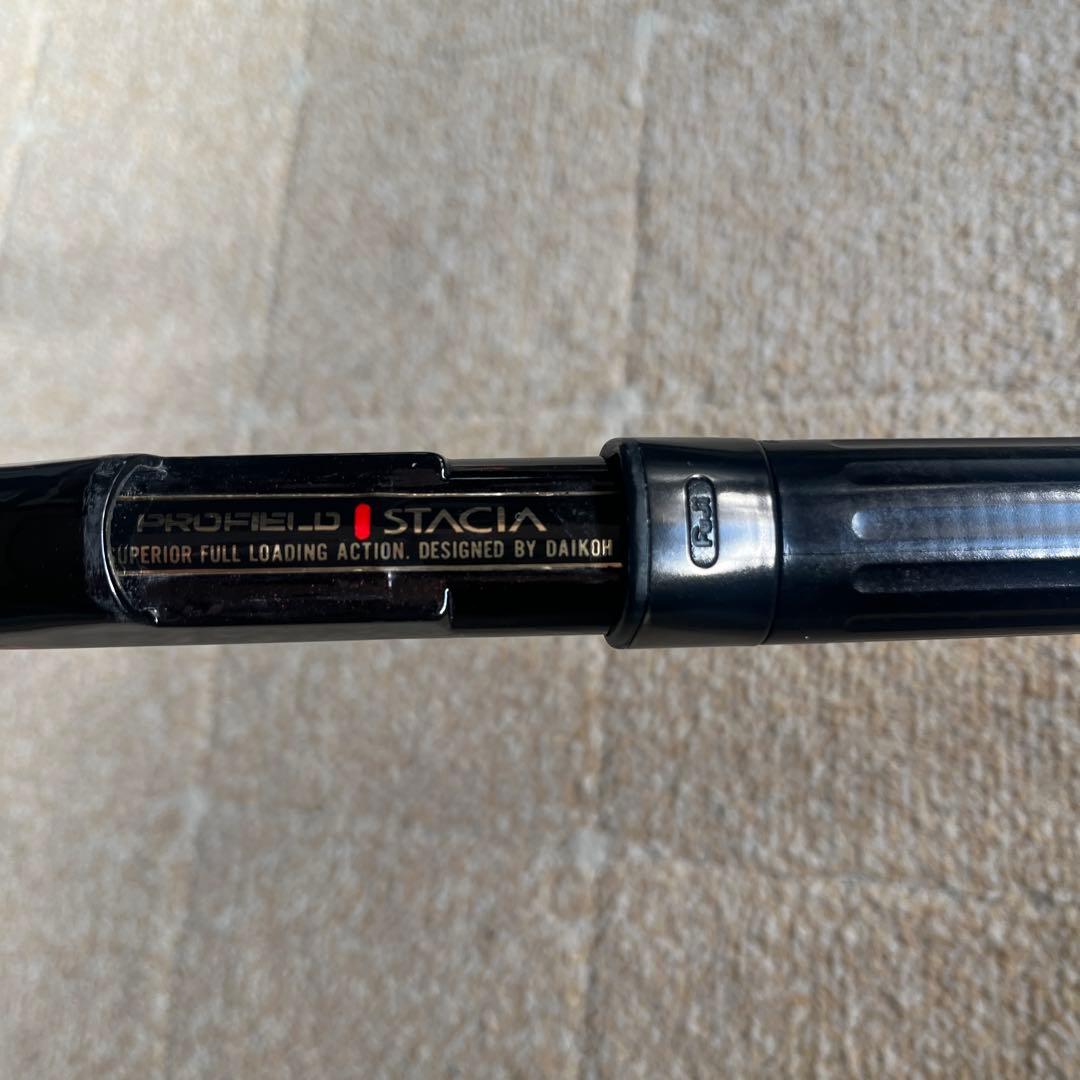 PROFIELD STACIA
SUPERIOR FULL LOADING ACTION. DESIGNED BY DAIKOH
Fuji